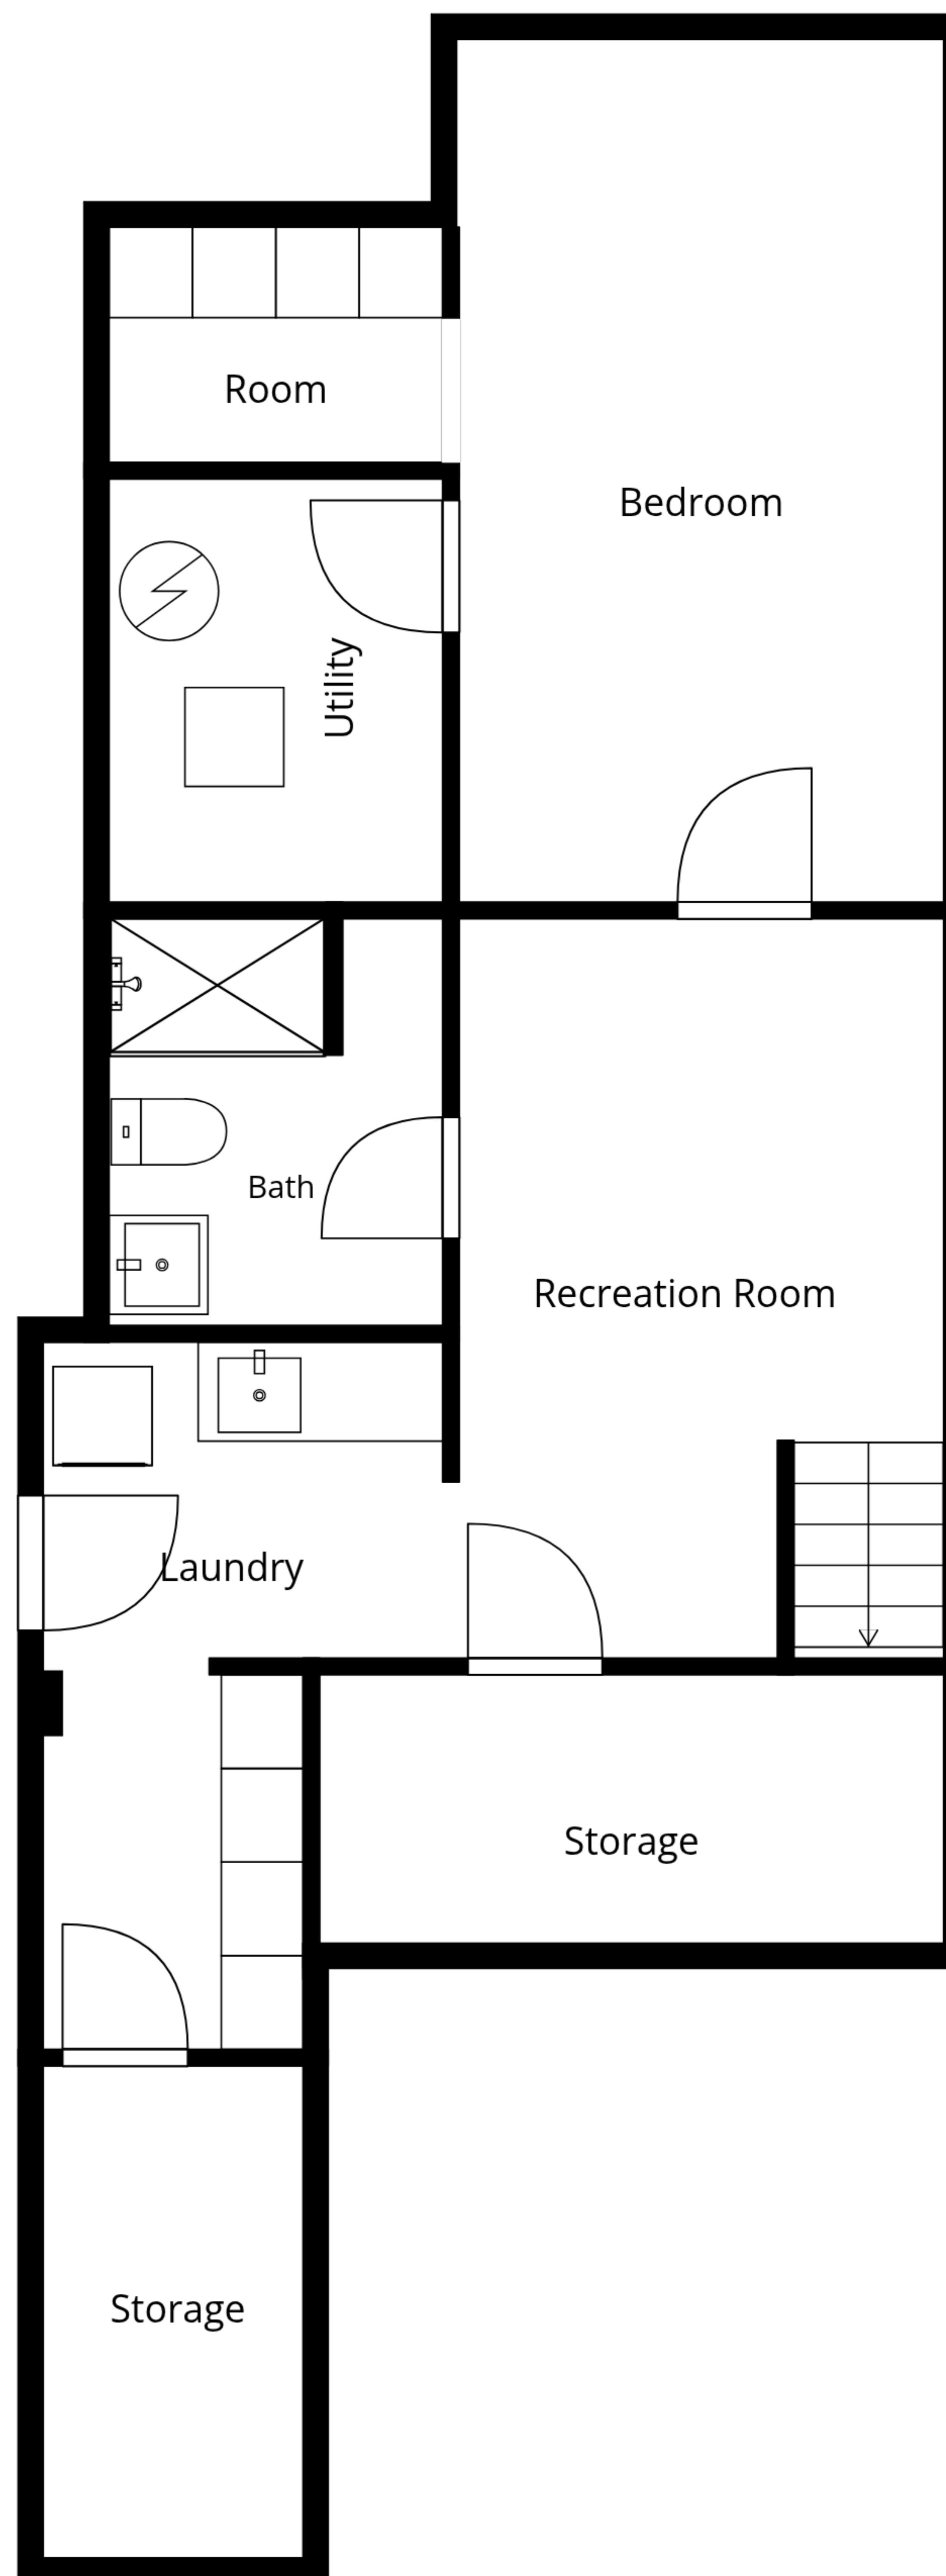 Room
Bedroom
Utility
Bath
Recreation Room
Laundry
Storage
Storage